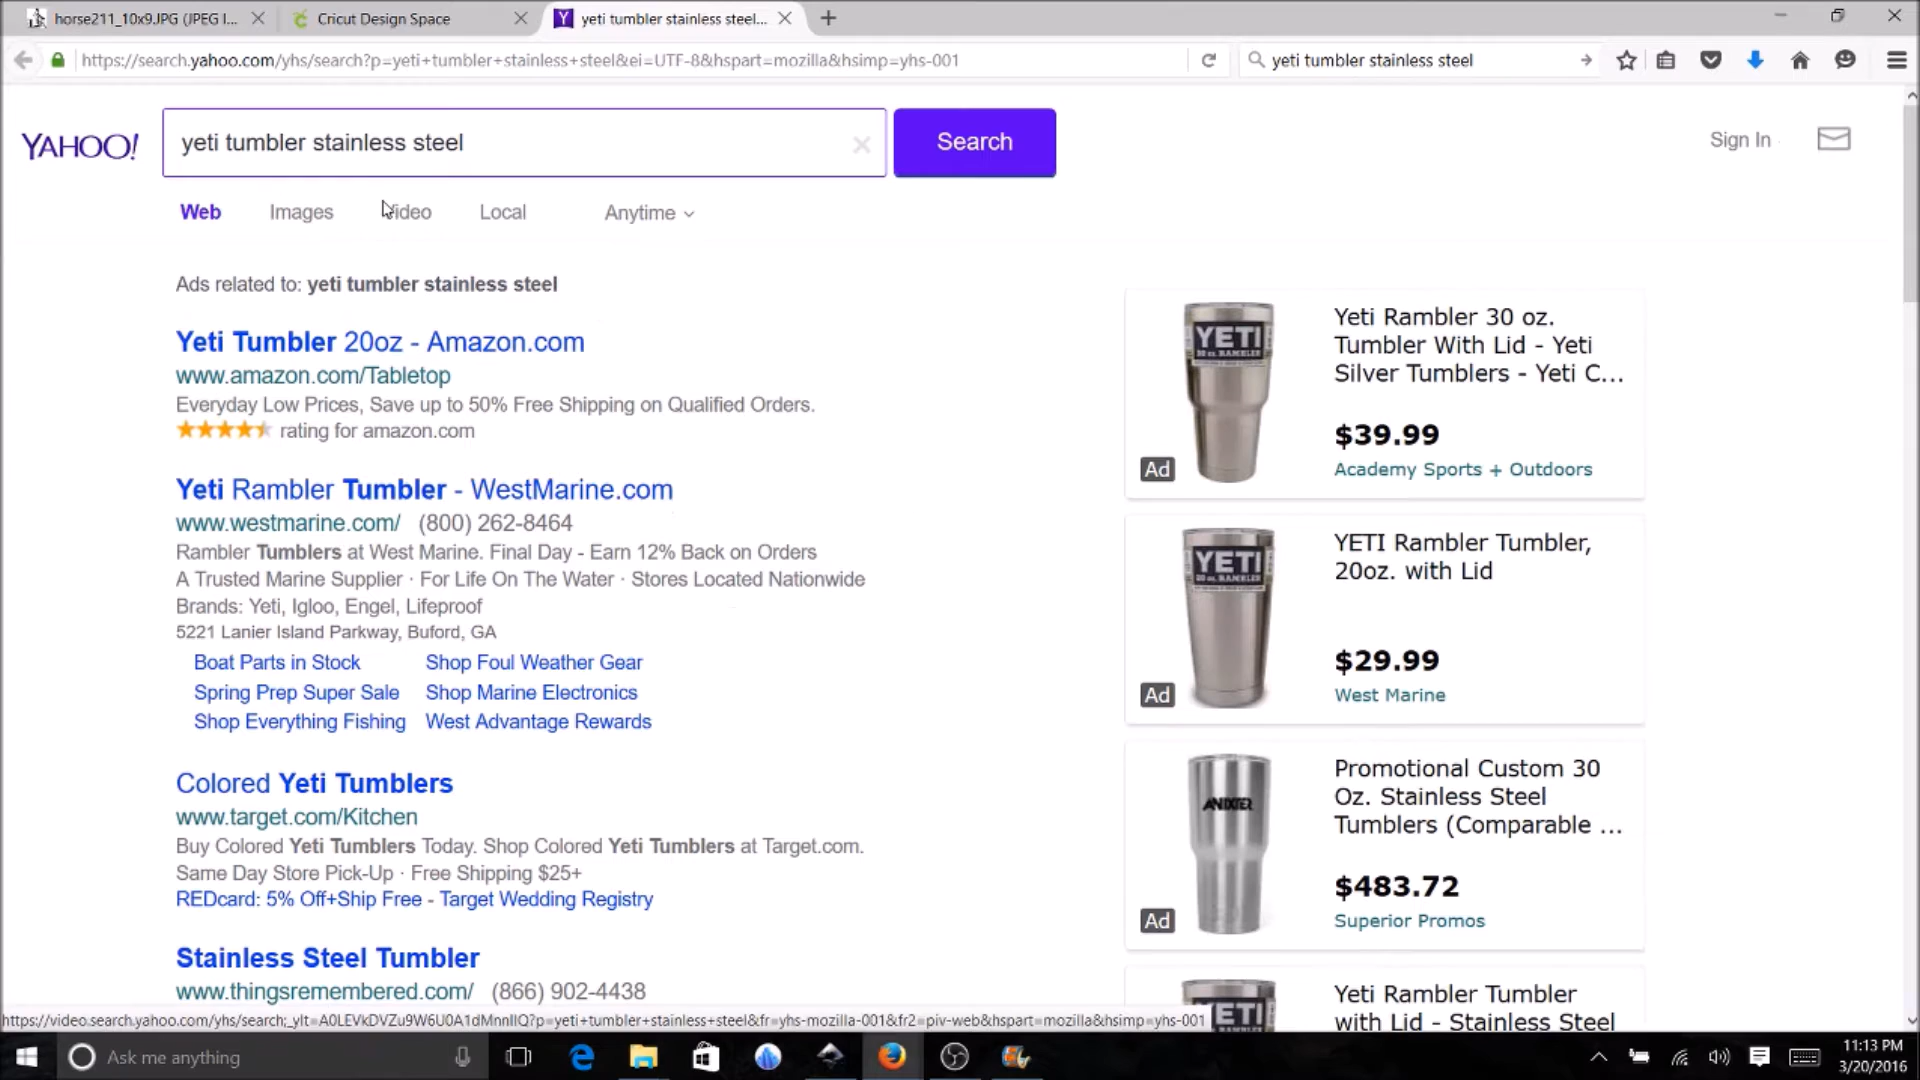 horse211_10x9.JPG (JPEG I...
Cricut Design Space
yeti tumbler stainless steel...
https://search.yahoo.com/yhs/search?p=yeti+tumbler+stainless+steel&ei=UTF-8&hspart=mozilla&hsimp=yhs-001
yeti tumbler stainless steel
YAHOO!
yeti tumbler stainless steel
Search
Sign In
Web Images Video Local Anytime
Ads related to: yeti tumbler stainless steel
Yeti Tumbler 20oz - Amazon.com
www.amazon.com/Tabletop
Everyday Low Prices, Save up to 50% Free Shipping on Qualified Orders.
rating for amazon.com
Yeti Rambler Tumbler - WestMarine.com
www.westmarine.com/ (800) 262-8464
Rambler Tumblers at West Marine. Final Day - Earn 12% Back on Orders
A Trusted Marine Supplier · For Life On The Water · Stores Located Nationwide
Brands: Yeti, Igloo, Engel, Lifeproof
5221 Lanier Island Parkway, Buford, GA
Boat Parts in Stock Shop Foul Weather Gear
Spring Prep Super Sale Shop Marine Electronics
Shop Everything Fishing West Advantage Rewards
Colored Yeti Tumblers
www.target.com/Kitchen
Buy Colored Yeti Tumblers Today. Shop Colored Yeti Tumblers at Target.com.
Same Day Store Pick-Up · Free Shipping $25+
REDcard: 5% Off+Ship Free - Target Wedding Registry
Stainless Steel Tumbler
www.thingsremembered.com/ (866) 902-4438
YETI
30 oz. RAMBLER
Ad
Yeti Rambler 30 oz.
Tumbler With Lid - Yeti
Silver Tumblers - Yeti C...
$39.99
Academy Sports + Outdoors
YETI
20 oz. RAMBLER
Ad
YETI Rambler Tumbler,
20oz. with Lid
$29.99
West Marine
ANIXTER
Ad
Promotional Custom 30
Oz. Stainless Steel
Tumblers (Comparable ...
$483.72
Superior Promos
YETI
Yeti Rambler Tumbler
with Lid - Stainless Steel
Ask me anything
11:13 PM
3/20/2016